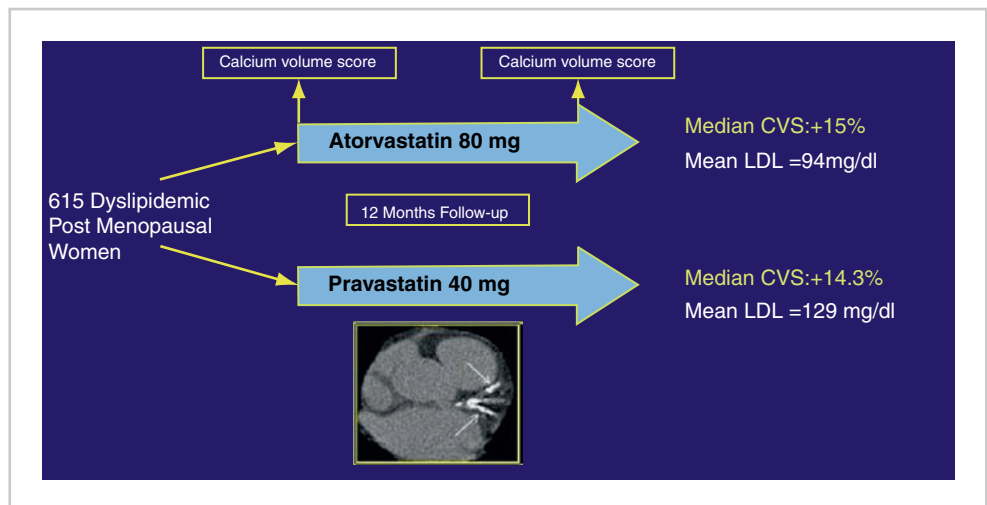 Calcium volume score
Calcium volume score
Atorvastatin 80 mg
Median CVS:+15%
Mean LDL =94mg/dl
615 Dyslipidemic
Post Menopausal
Women
12 Months Follow-up
Pravastatin 40 mg
Median CVS:+14.3%
Mean LDL =129 mg/dl